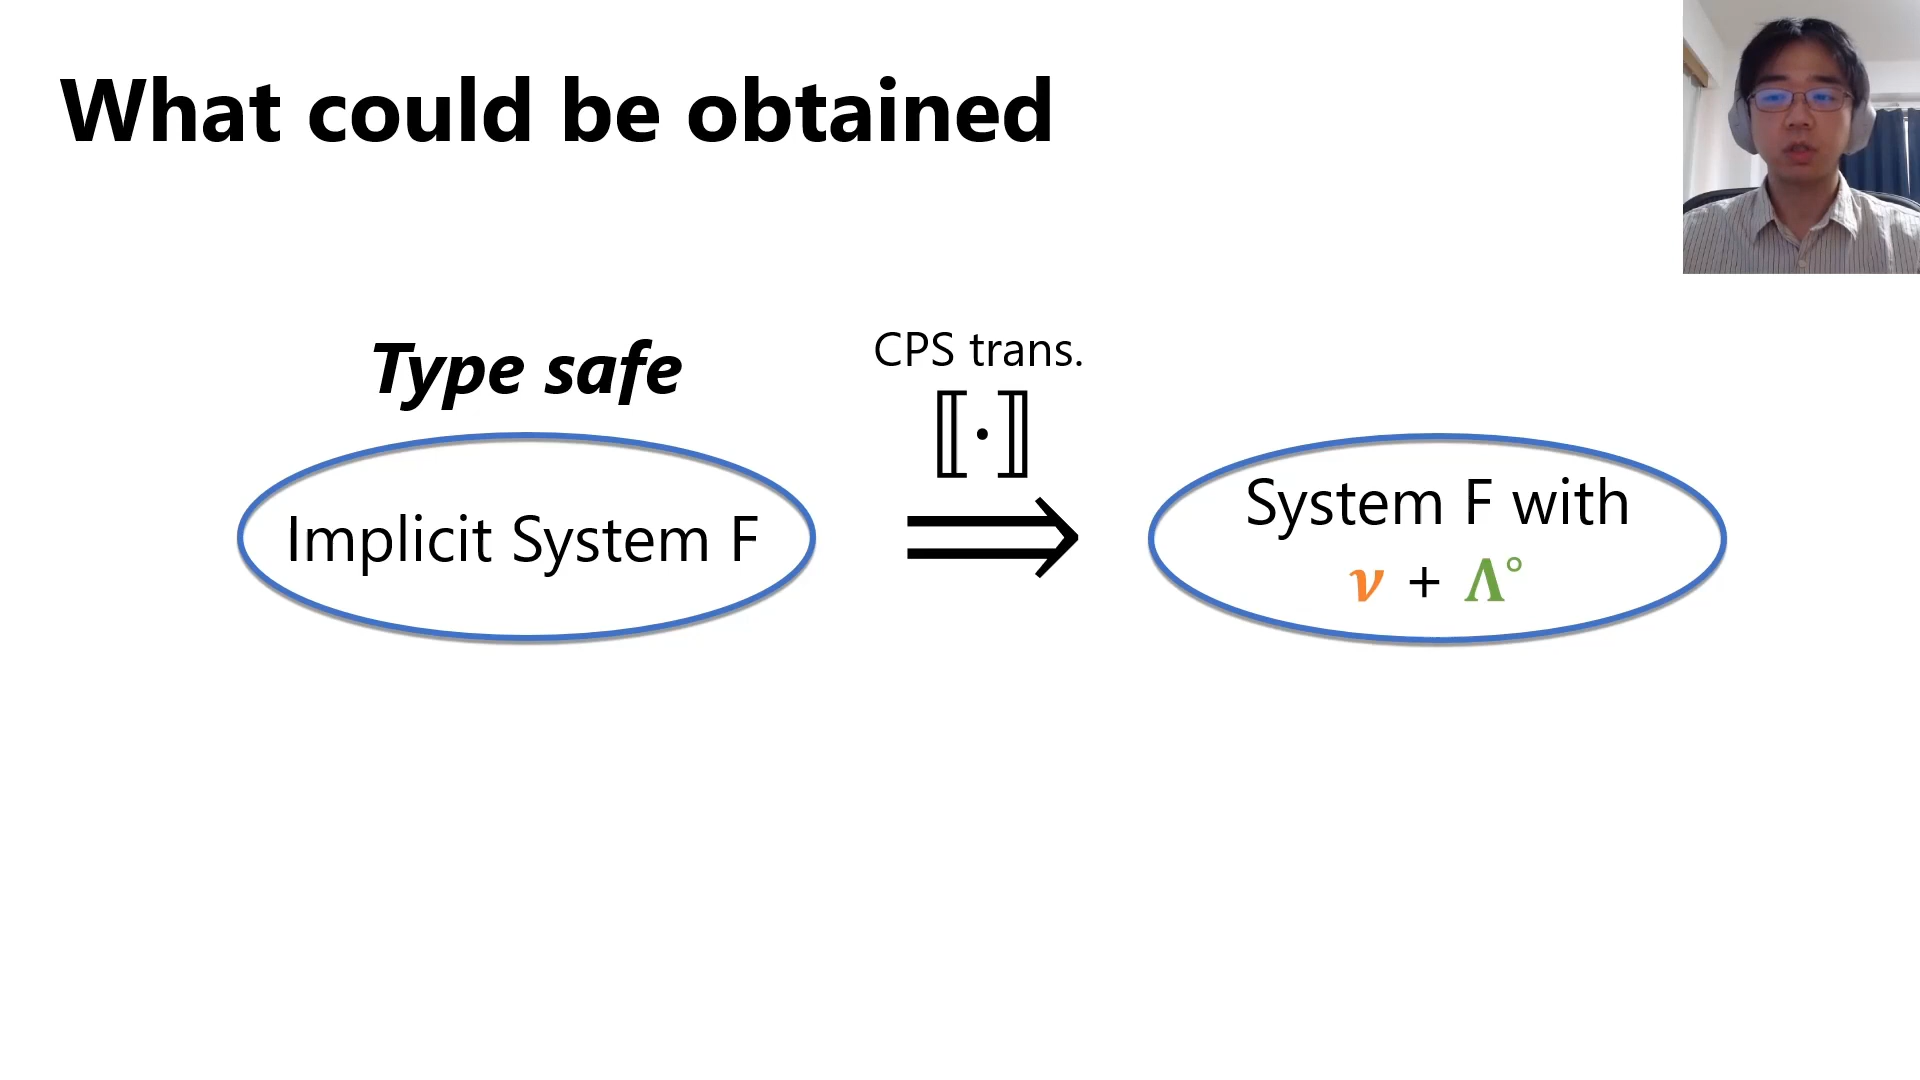 What could be obtained
Type safe
CPS trans.
⟦·⟧
Implicit System F
⟹
System F with
ν + Λ°